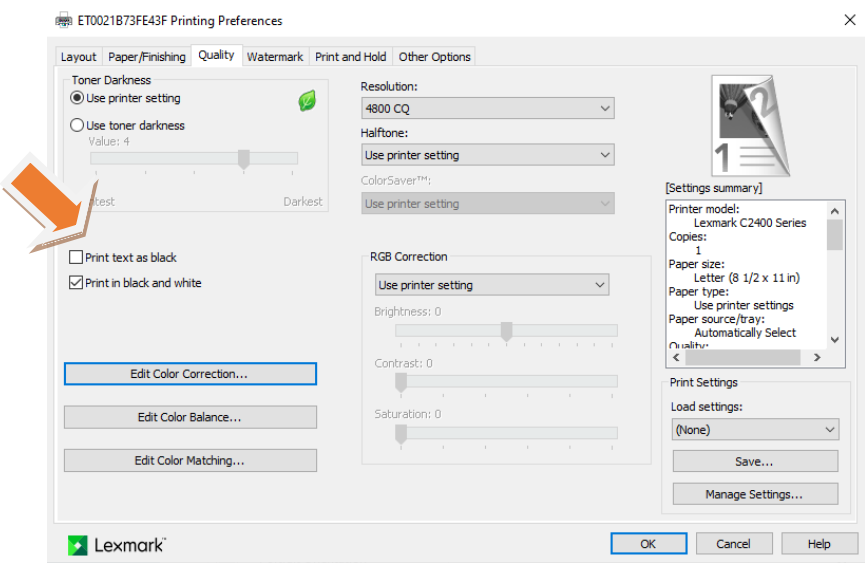 ET0021B73FE43F Printing Preferences
Layout Paper/Finishing Quality Watermark Print and Hold Other Options
Toner Darkness
Use printer setting
Use toner darkness
Value: 4
Darkest
Print text as black
Print in black and white
Edit Color Correction...
Edit Color Balance...
Edit Color Matching...
Resolution:
4800 CQ
Halftone:
Use printer setting
ColorSaver™:
Use printer setting
RGB Correction
Use printer setting
Brightness: 0
Contrast: 0
Saturation: 0
1 2
[Settings summary]
Printer model:
Lexmark C2400 Series
Copies:
1
Paper size:
Letter (8 1/2 x 11 in)
Paper type:
Use printer settings
Paper source/tray:
Automatically Select
Quality:
Print Settings
Load settings:
(None)
Save...
Manage Settings...
Lexmark™
OK Cancel Help